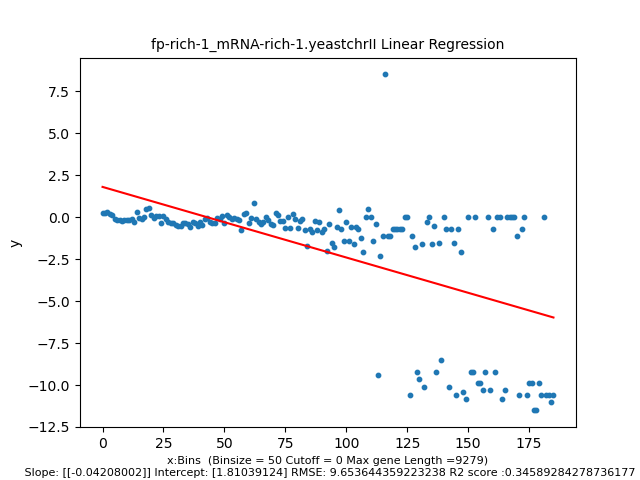 fp-rich-1_mRNA-rich-1.yeastchrII Linear Regression
7.5
5.0
2.5
0.0
−2.5
−5.0
−7.5
−10.0
−12.5
y
0 25 50 75 100 125 150 175
x:Bins (Binsize = 50 Cutoff = 0 Max gene Length =9279)
Slope: [[-0.04208002]] Intercept: [1.81039124] RMSE: 9.653644359223238 R2 score :0.34589284278736177